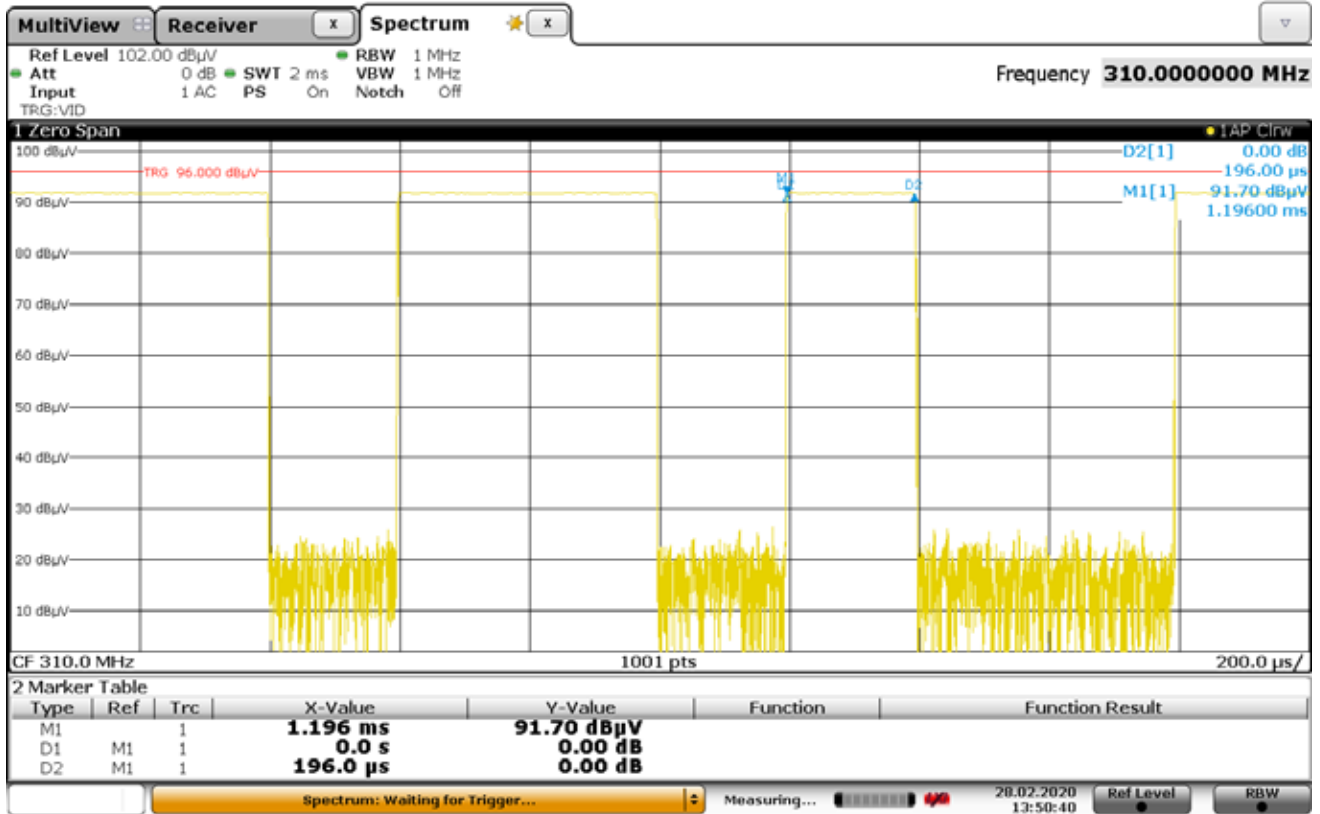 MultiView Receiver x Spectrum x
Ref Level 102.00 dBµV RBW 1 MHz
Att 0 dB SWT 2 ms VBW 1 MHz Frequency 310.0000000 MHz
Input 1 AC PS On Notch Off
TRG:VID
1 Zero Span 1AP Clrw
100 dBµV D2[1] 0.00 dB
TRG 96.000 dBµV 196.00 µs
M1 D2 M1[1] 91.70 dBµV
90 dBµV 1.19600 ms
80 dBµV
70 dBµV
60 dBµV
50 dBµV
40 dBµV
30 dBµV
20 dBµV
10 dBµV
CF 310.0 MHz 1001 pts 200.0 µs/
2 Marker Table
Type Ref Trc X-Value Y-Value Function Function Result
M1 1 1.196 ms 91.70 dBµV
D1 M1 1 0.0 s 0.00 dB
D2 M1 1 196.0 µs 0.00 dB
Spectrum: Waiting for Trigger... Measuring... 28.02.2020 Ref Level RBW
13:50:40